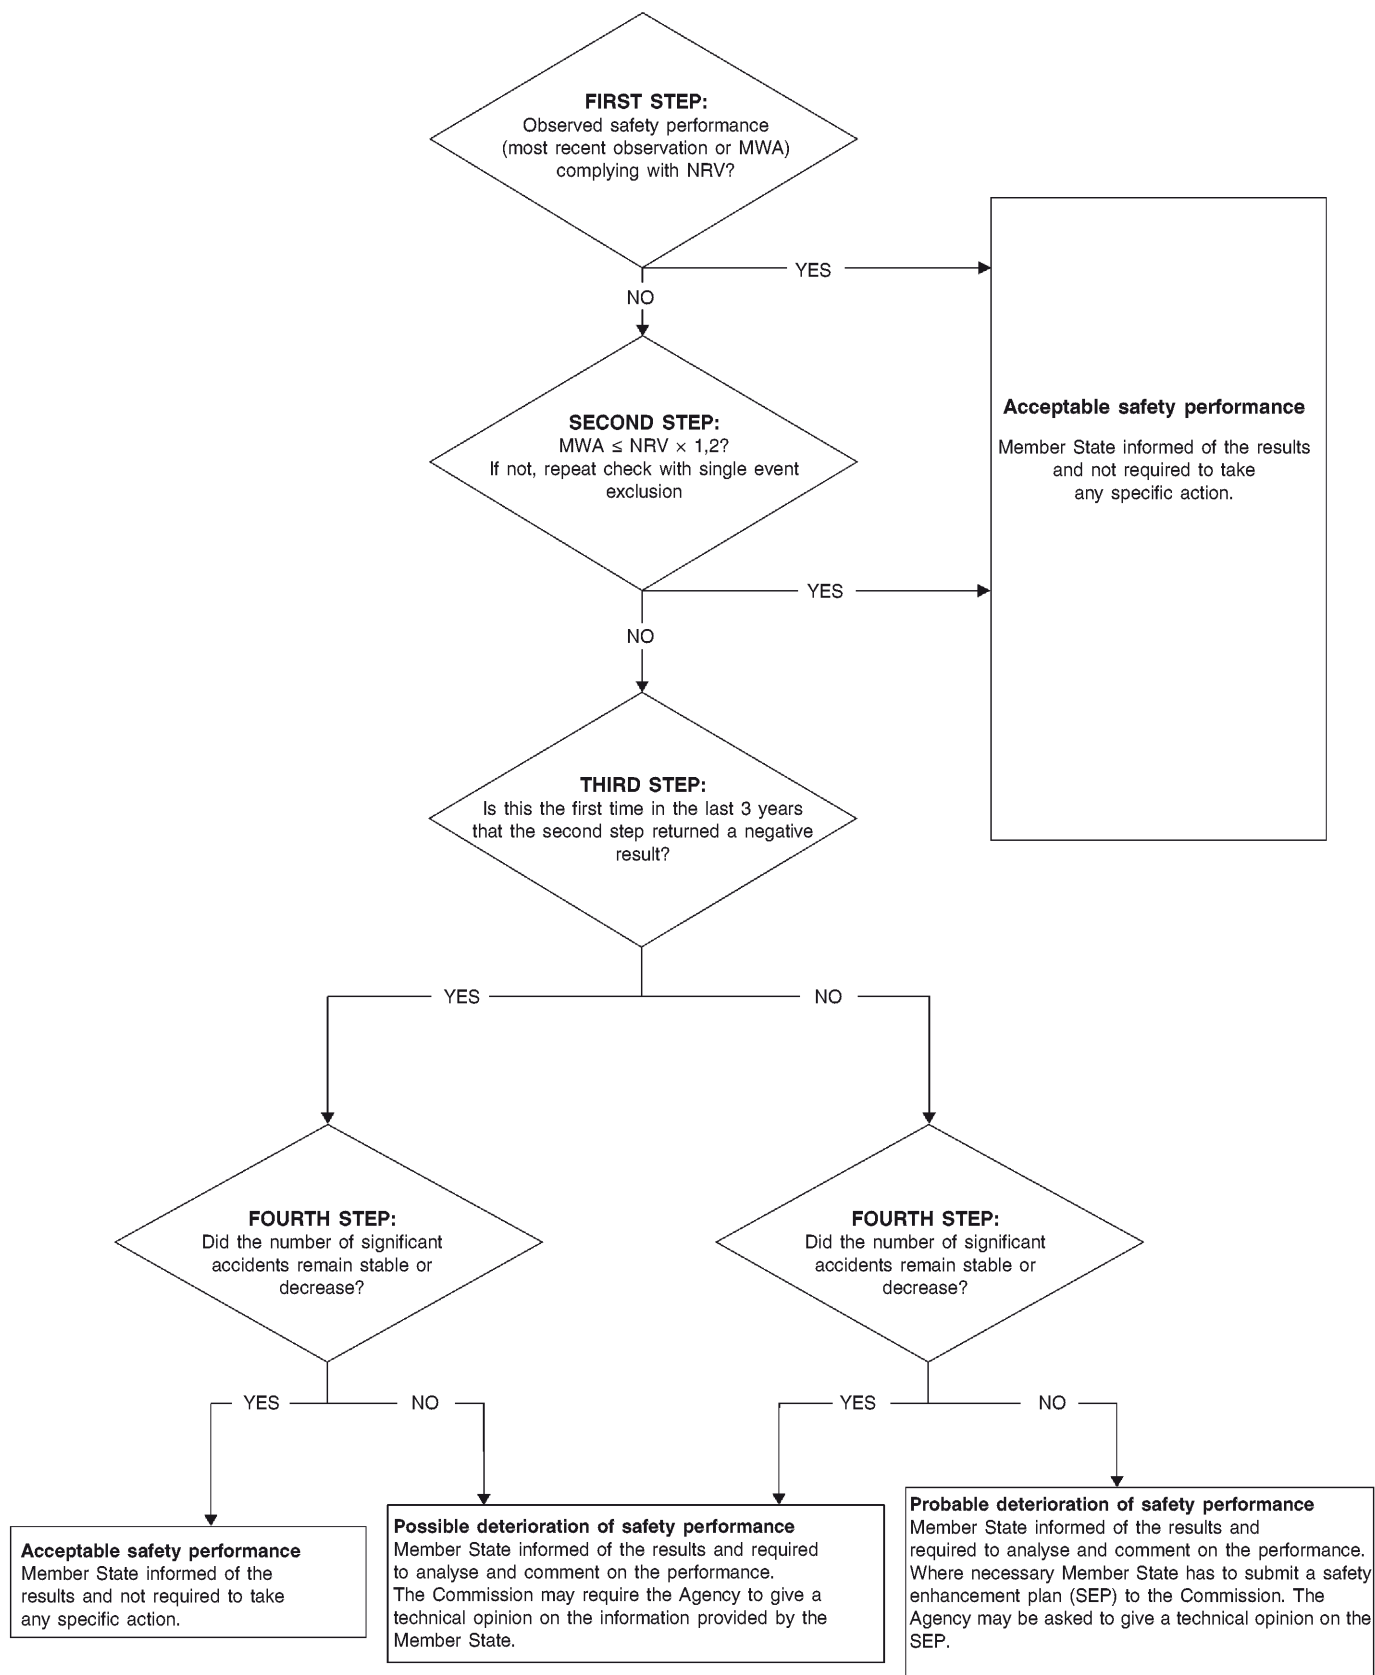 FIRST STEP:
Observed safety performance
(most recent observation or MWA)
complying with NRV?
YES
NO
SECOND STEP:
MWA ≤ NRV × 1,2?
If not, repeat check with single event
exclusion
Acceptable safety performance
Member State informed of the results
and not required to take
any specific action.
YES
NO
THIRD STEP:
Is this the first time in the last 3 years
that the second step returned a negative
result?
YES
NO
FOURTH STEP:
Did the number of significant
accidents remain stable or
decrease?
FOURTH STEP:
Did the number of significant
accidents remain stable or
decrease?
YES
NO
YES
NO
Acceptable safety performance
Member State informed of the
results and not required to take
any specific action.
Possible deterioration of safety performance
Member State informed of the results and required
to analyse and comment on the performance.
The Commission may require the Agency to give a
technical opinion on the information provided by the
Member State.
Probable deterioration of safety performance
Member State informed of the results and
required to analyse and comment on the performance.
Where necessary Member State has to submit a safety
enhancement plan (SEP) to the Commission. The
Agency may be asked to give a technical opinion on the
SEP.